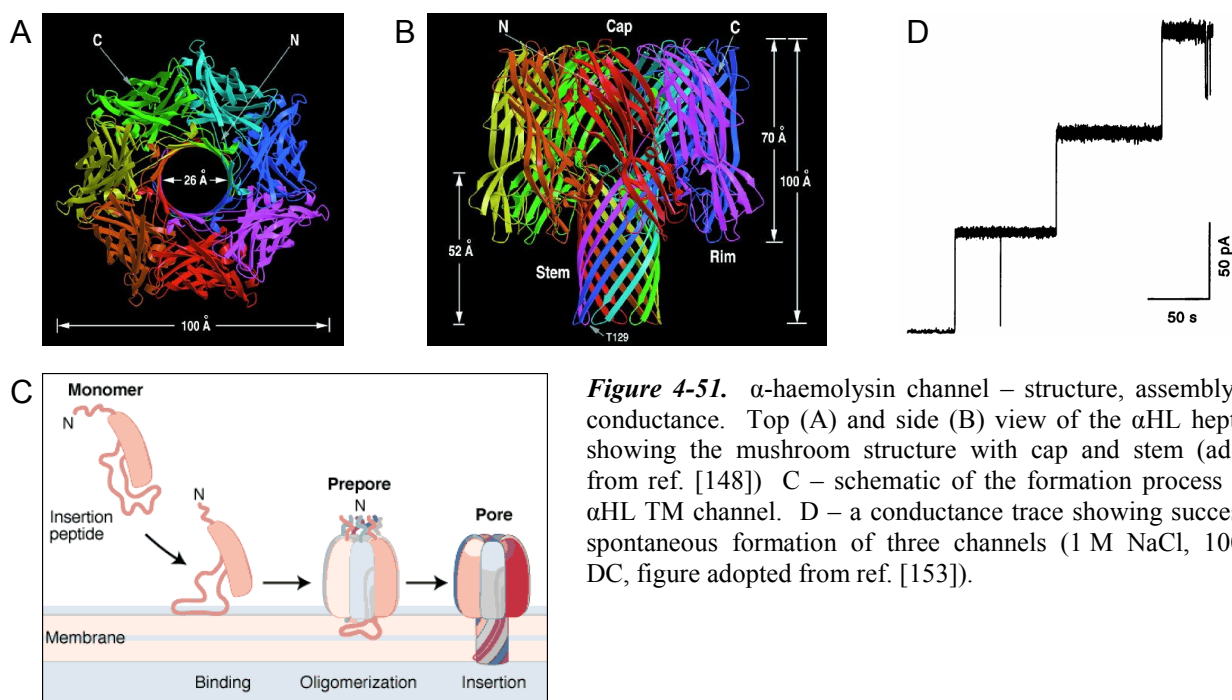 A
C
N
26 Å
100 Å
B
N
Cap
C
70 Å
100 Å
52 Å
Stem
Rim
T129
D
50 pA
50 s
C
Monomer
N
Insertion
peptide
N
Prepore
N
Pore
Membrane
Binding
Oligomerization
Insertion
Figure 4-51. α-haemolysin channel – structure, assembly
conductance. Top (A) and side (B) view of the αHL hept
showing the mushroom structure with cap and stem (ad
from ref. [148]) C – schematic of the formation process
αHL TM channel. D – a conductance trace showing succe
spontaneous formation of three channels (1 M NaCl, 100
DC, figure adopted from ref. [153]).